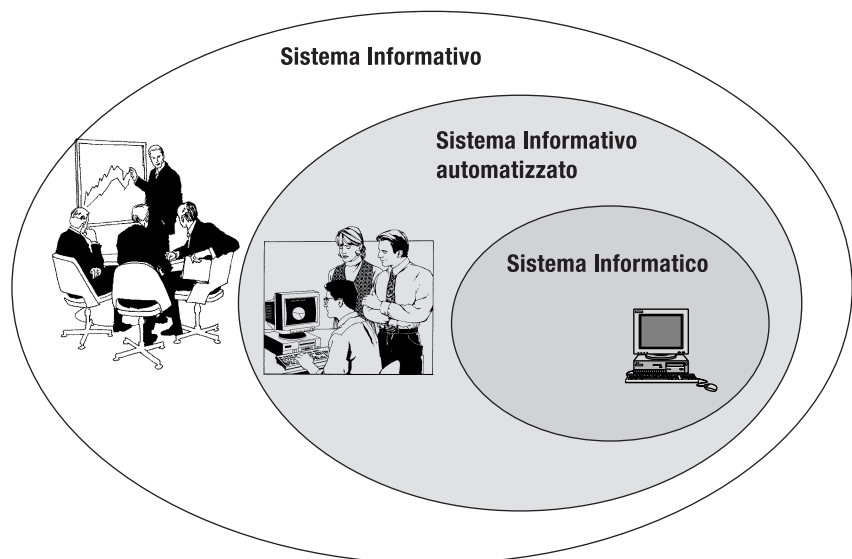 Sistema Informativo
Sistema Informativo
automatizzato
Sistema Informatico